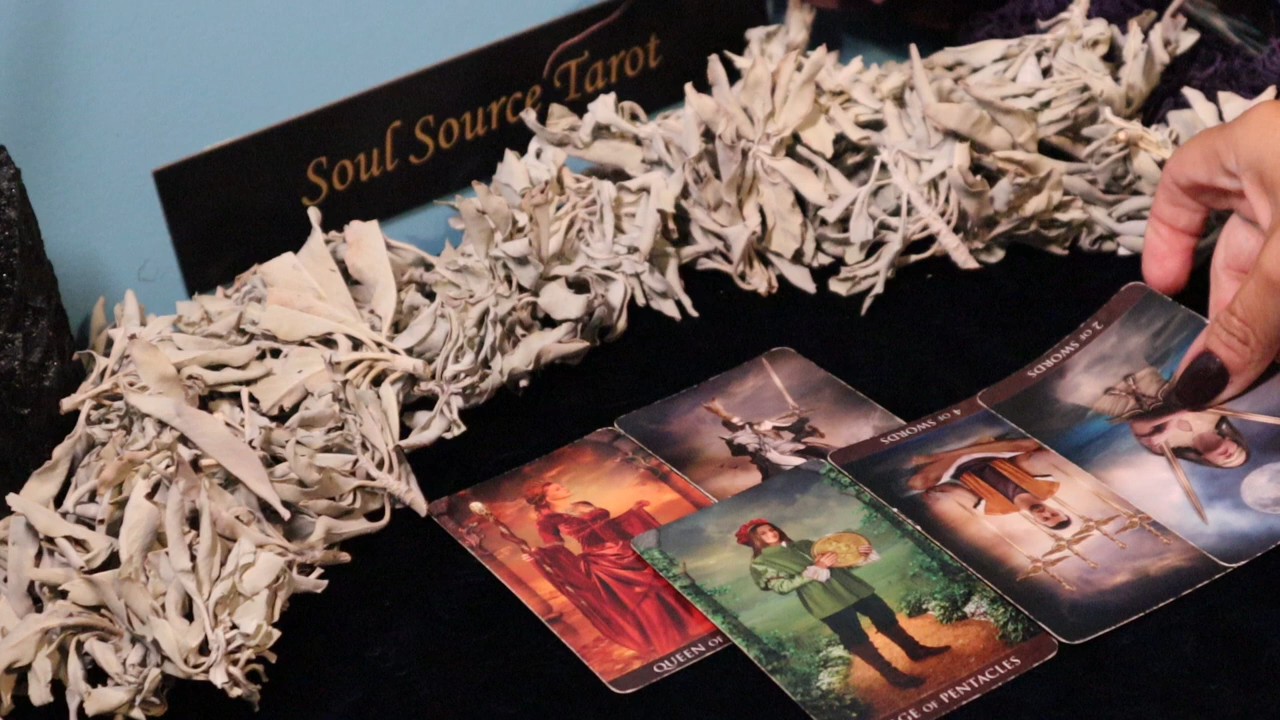 Soul Source Tarot
2 OF SWORDS
4 OF SWORDS
QUEEN OF
GE OF PENTACLES